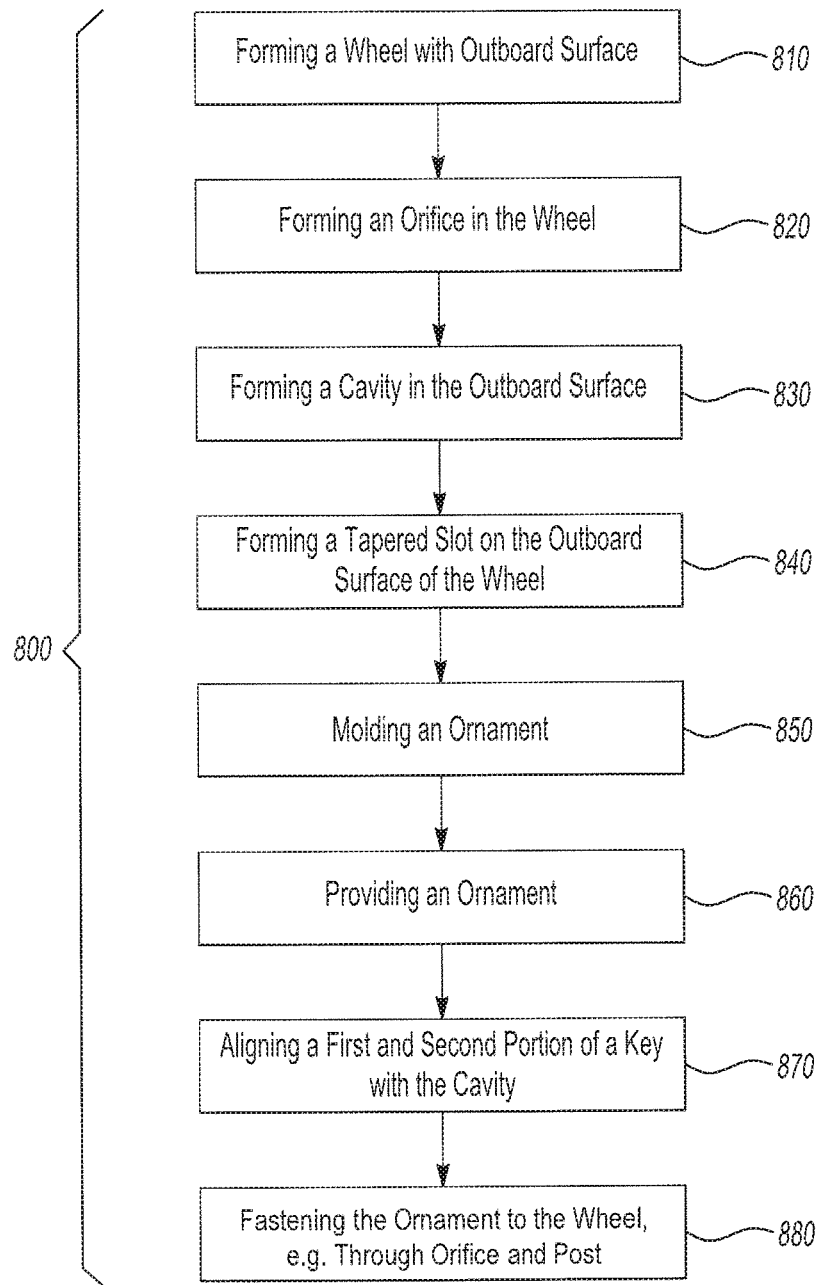 Forming a Wheel with Outboard Surface
810
Forming an Orifice in the Wheel
820
Forming a Cavity in the Outboard Surface
830
Forming a Tapered Slot on the Outboard
Surface of the Wheel
840
800
Molding an Ornament
850
Providing an Ornament
860
Aligning a First and Second Portion of a Key
with the Cavity
870
Fastening the Ornament to the Wheel,
e.g. Through Orifice and Post
880